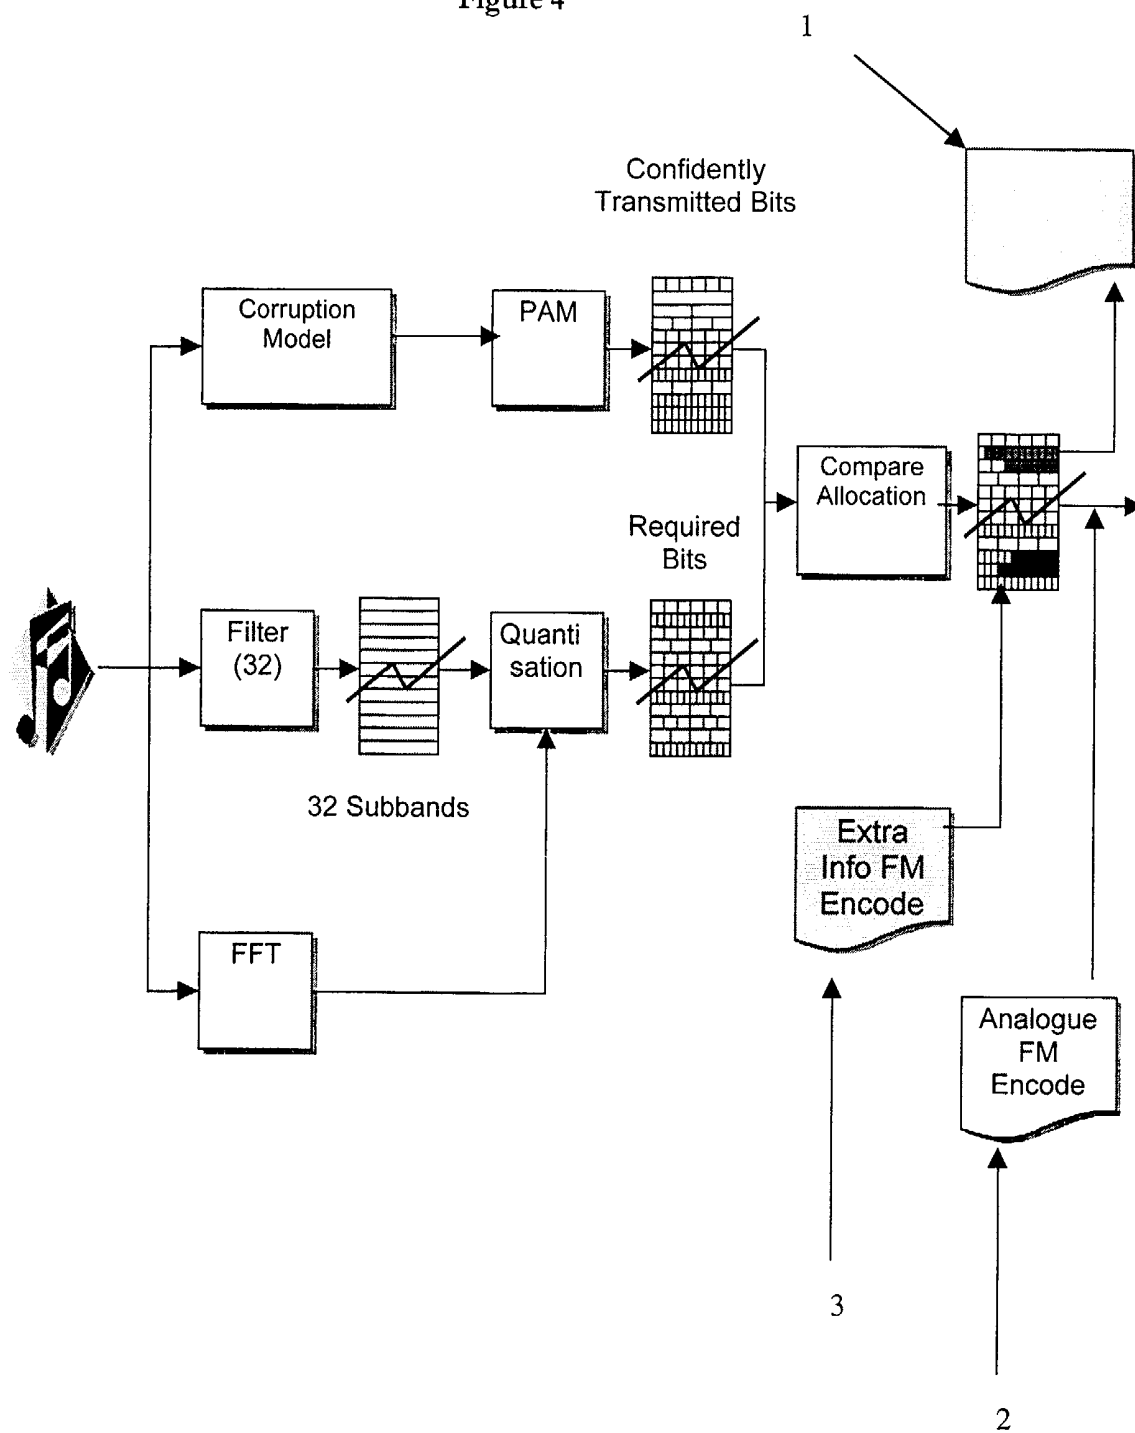 Figure 4
1
Confidently
Transmitted Bits
Corruption
Model
PAM
Compare
Allocation
Required
Bits
Filter
(32)
Quanti
sation
32 Subbands
Extra
Info FM
Encode
FFT
Analogue
FM
Encode
3
2